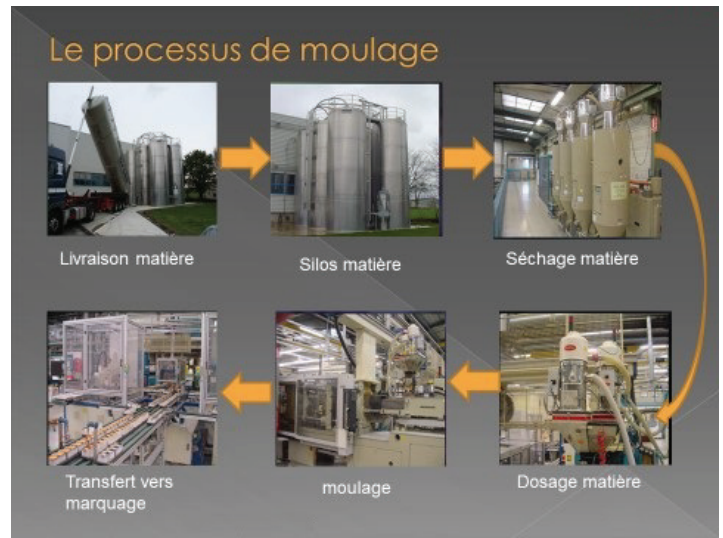 Le processus de moulage
Livraison matière
Silos matière
Séchage matière
Transfert vers
marquage
moulage
Dosage matière